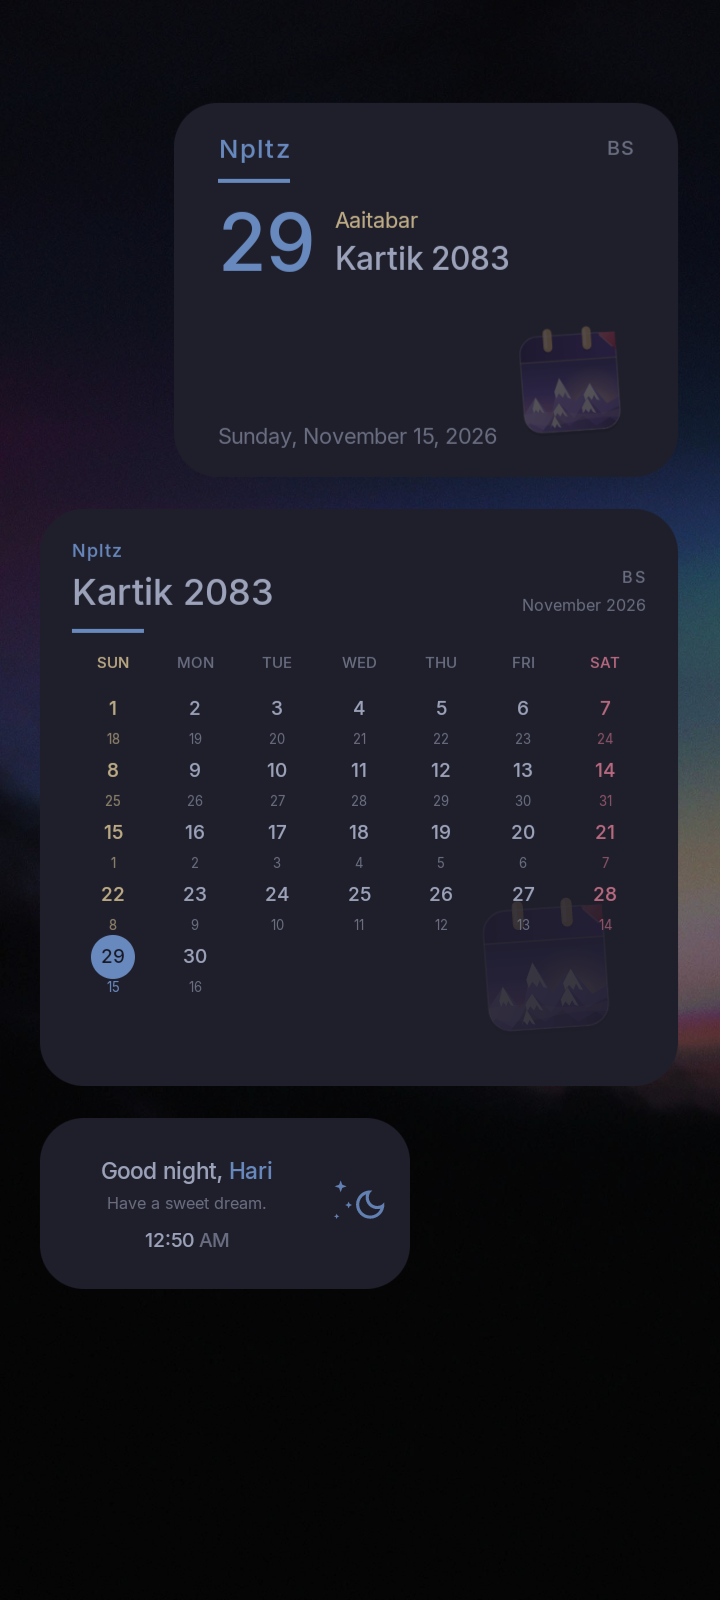 Npltz BS
29 Aaitabar
Kartik 2083
Sunday, November 15, 2026
Npltz
Kartik 2083 BS
November 2026
SUN MON TUE WED THU FRI SAT
1 2 3 4 5 6 7
18 19 20 21 22 23 24
8 9 10 11 12 13 14
25 26 27 28 29 30 31
15 16 17 18 19 20 21
1 2 3 4 5 6 7
22 23 24 25 26 27 28
8 9 10 11 12 13 14
29 30
15 16
Good night, Hari
Have a sweet dream.
12:50 AM